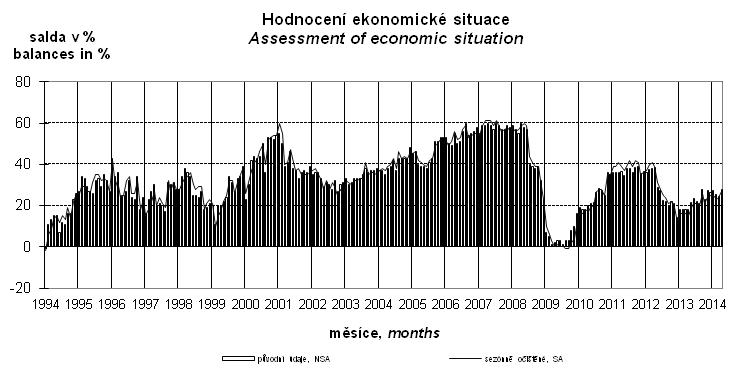 Hodnocení ekonomické situace
Assessment of economic situation
salda v %
balances in %
80
60
40
20
0
-20
1994 1995 1996 1997 1998 1999 2000 2001 2002 2003 2004 2005 2006 2007 2008 2009 2010 2011 2012 2013 2014
měsíce, months
původní údaje, NSA
sezónně očištěné, SA